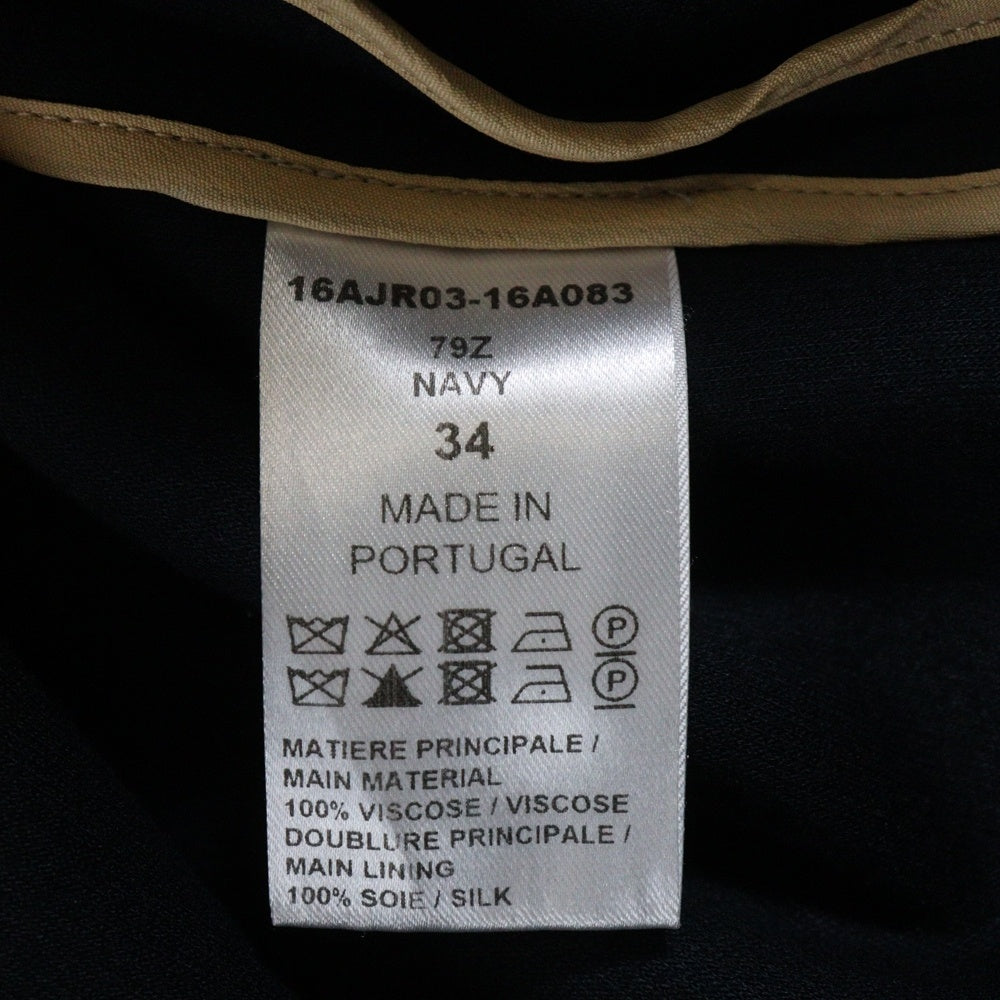 16AJR03-16A083
79Z
NAVY
34
MADE IN
PORTUGAL
P
P
MATIERE PRINCIPALE /
MAIN MATERIAL
100% VISCOSE / VISCOSE
DOUBLURE PRINCIPALE /
MAIN LINING
100% SOIE / SILK